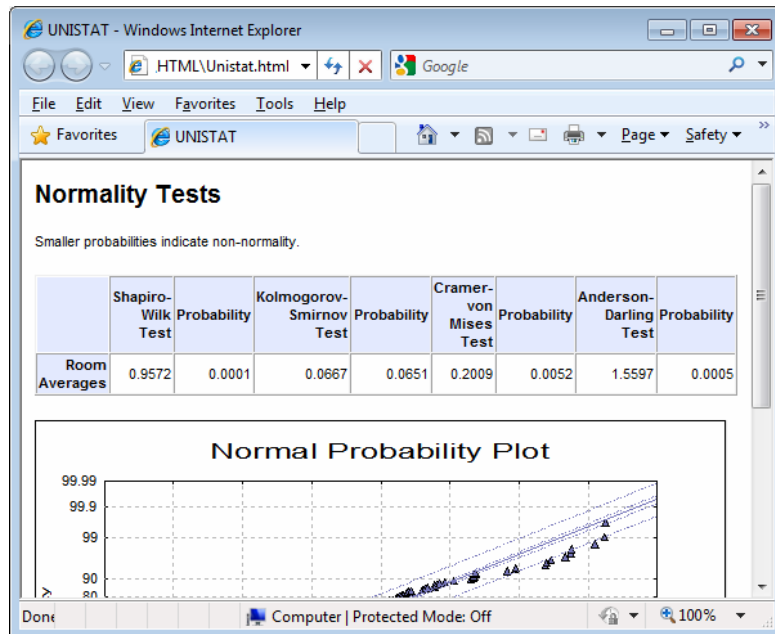 UNISTAT - Windows Internet Explorer
.HTML\Unistat.html
Google
File Edit View Favorites Tools Help
Favorites UNISTAT Page Safety »
Normality Tests
Smaller probabilities indicate non-normality.
Shapiro-Wilk Test Probability Kolmogorov-Smirnov Test Probability Cramer-von Mises Test Probability Anderson-Darling Test Probability
Room Averages 0.9572 0.0001 0.0667 0.0651 0.2009 0.0052 1.5597 0.0005
Normal Probability Plot
99.99
99.9
99
90
80
Done Computer | Protected Mode: Off 100%